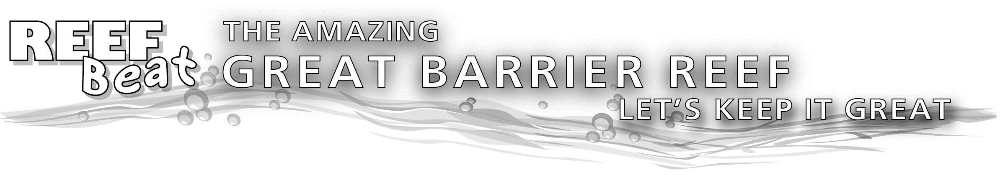 REEF
Beat
THE AMAZING
GREAT BARRIER REEF
LET’S KEEP IT GREAT